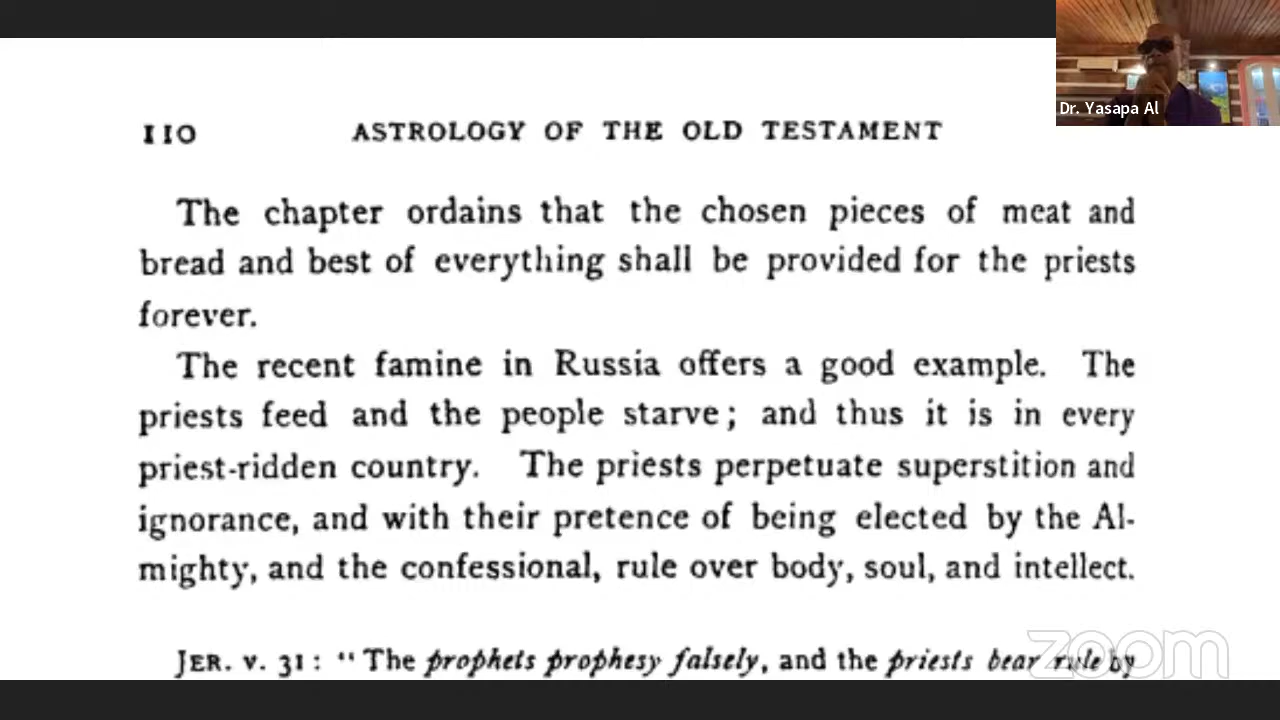 Dr. Yasapa Al
110 ASTROLOGY OF THE OLD TESTAMENT
The chapter ordains that the chosen pieces of meat and
bread and best of everything shall be provided for the priests
forever.
The recent famine in Russia offers a good example. The
priests feed and the people starve; and thus it is in every
priest-ridden country. The priests perpetuate superstition and
ignorance, and with their pretence of being elected by the Al-
mighty, and the confessional, rule over body, soul, and intellect.
JER. v. 31: "The prophets prophesy falsely, and the priests bear rule by
zoom